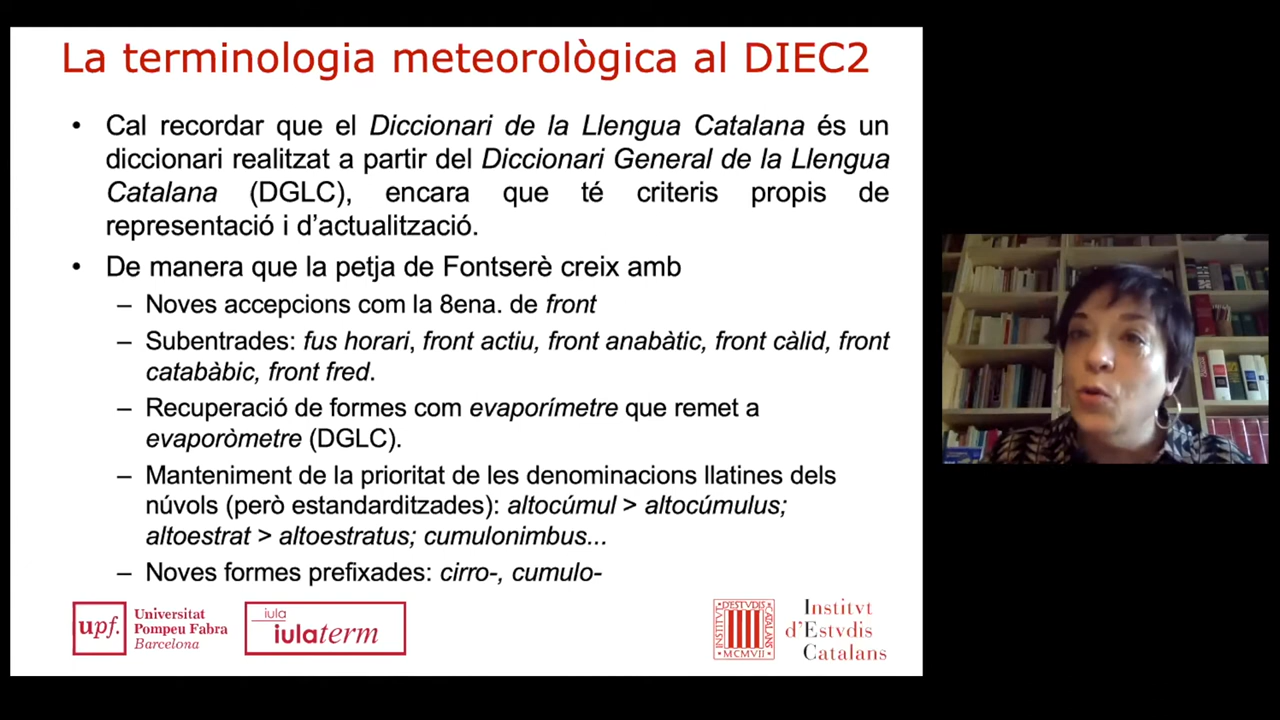 La terminologia meteorològica al DIEC2
• Cal recordar que el Diccionari de la Llengua Catalana és un
diccionari realitzat a partir del Diccionari General de la Llengua
Catalana (DGLC), encara que té criteris propis de
representació i d’actualització.
• De manera que la petja de Fontserè creix amb
– Noves accepcions com la 8ena. de front
– Subentrades: fus horari, front actiu, front anabàtic, front càlid, front
catabàbic, front fred.
– Recuperació de formes com evaporímetre que remet a
evaporòmetre (DGLC).
– Manteniment de la prioritat de les denominacions llatines dels
núvols (però estandarditzades): altocúmul > altocúmulus;
altoestrat > altoestratus; cumulonimbus...
– Noves formes prefixades: cirro-, cumulo-
upf.
Universitat
Pompeu Fabra
Barcelona
iula
iulaterm
INSTITVT D'ESTVDIS CATALANS
MCMVII
Institvt
d'Estvdis
Catalans